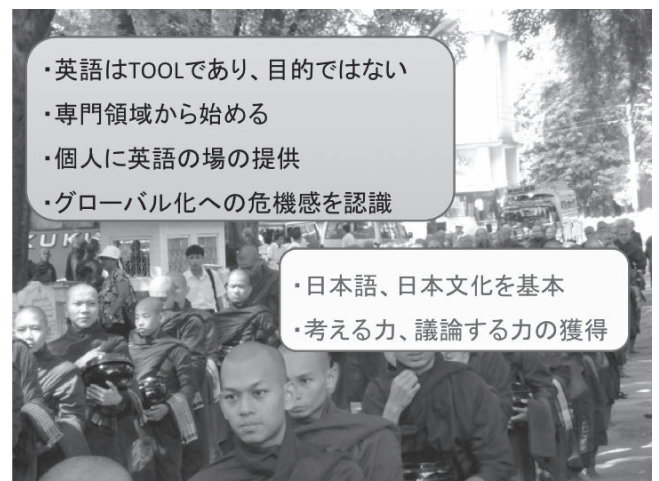 ・英語はTOOLであり、目的ではない
・専門領域から始める
・個人に英語の場の提供
・グローバル化への危機感を認識
KUKU
・日本語、日本文化を基本
・考える力、議論する力の獲得